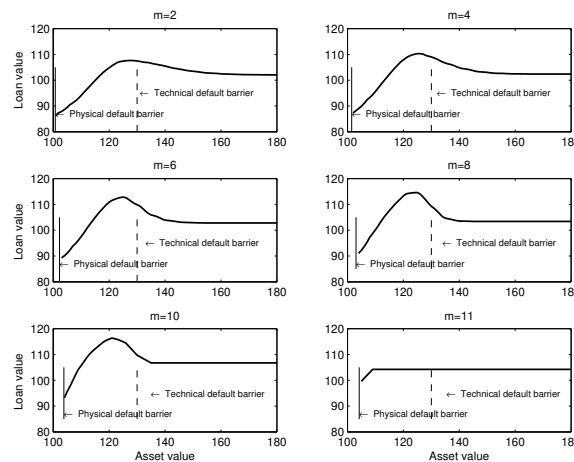 m=2
120
110
100
90
80
Loan value
← Technical default barrier
← Physical default barrier
100 120 140 160 180
m=4
120
110
100
90
80
← Technical default barrier
← Physical default barrier
100 120 140 160 180
m=6
120
110
100
90
80
Loan value
← Technical default barrier
← Physical default barrier
100 120 140 160 180
m=8
120
110
100
90
80
← Technical default barrier
← Physical default barrier
100 120 140 160 180
m=10
120
110
100
90
80
Loan value
← Technical default barrier
← Physical default barrier
100 120 140 160 180
Asset value
m=11
120
110
100
90
80
← Technical default barrier
← Physical default barrier
100 120 140 160 180
Asset value